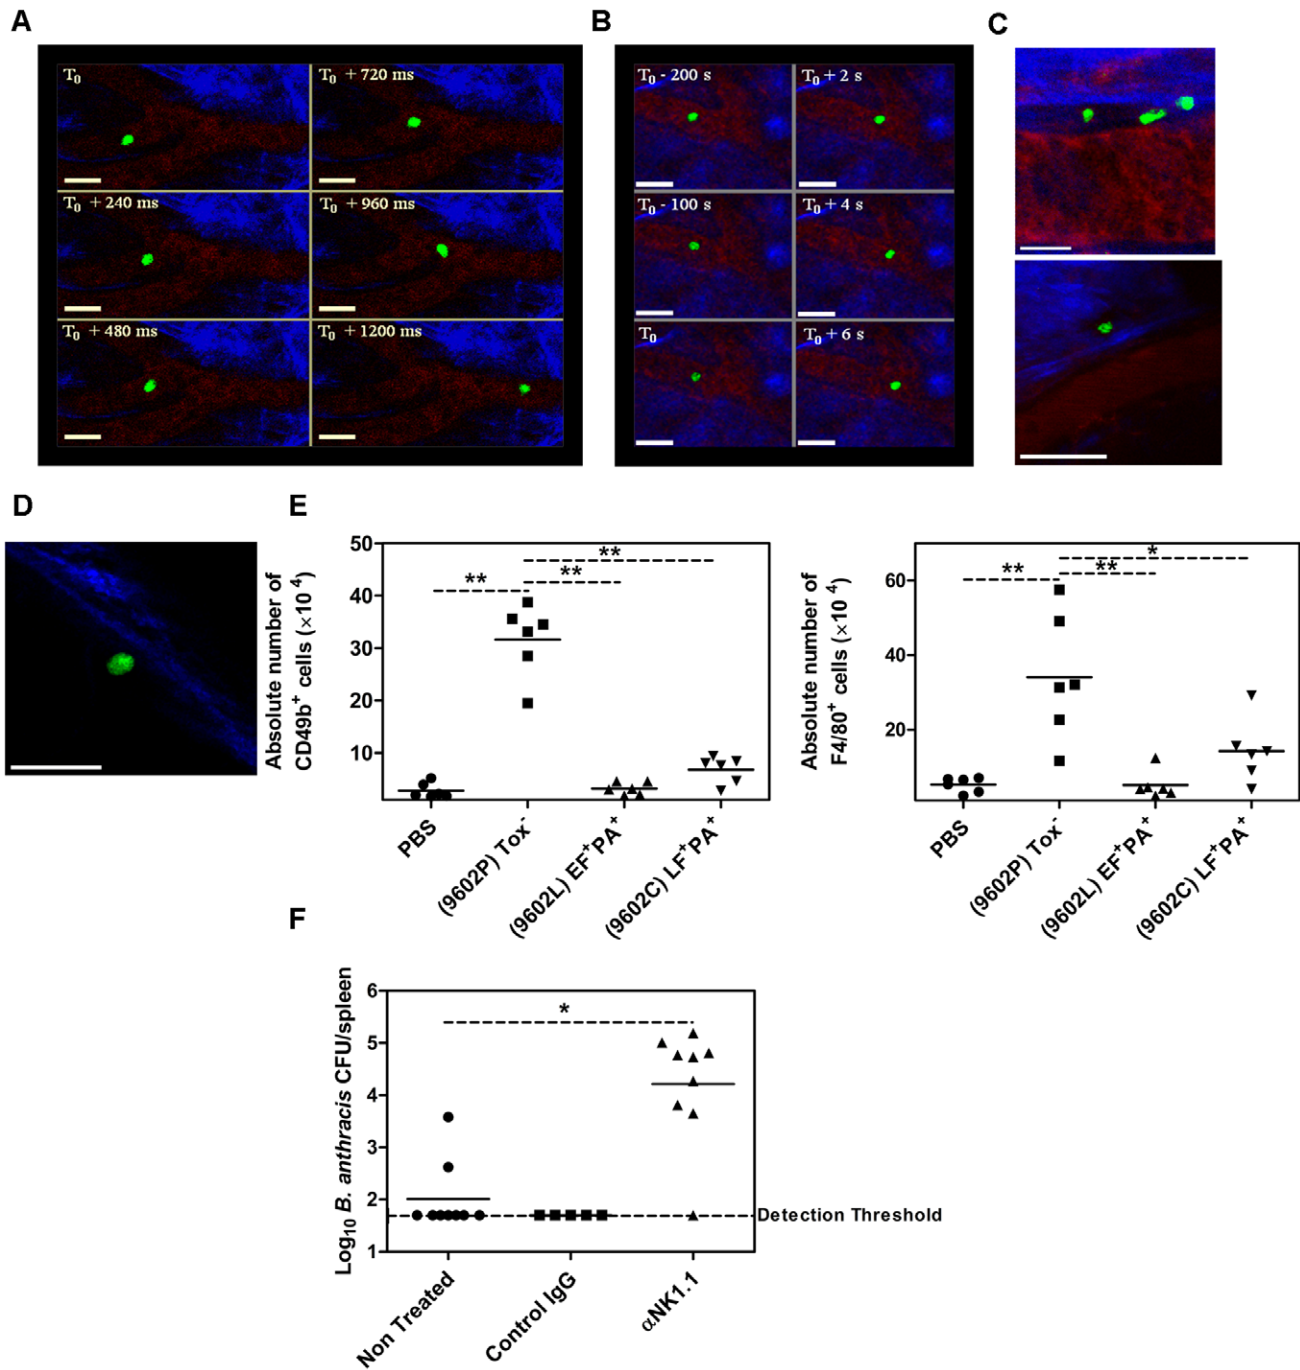 A
B
C
T0
T0 + 720 ms
T0 + 240 ms
T0 + 960 ms
T0 + 480 ms
T0 + 1200 ms
T0 - 200 s
T0 + 2 s
T0 - 100 s
T0 + 4 s
T0
T0 + 6 s
D
E
Absolute number of
CD49b+ cells (×10 4)
50
40
30
20
10
**
**
**
PBS
(9602P) Tox-
(9602L) EF+PA+
(9602C) LF+PA+
Absolute number of
F4/80+ cells (×10 4)
60
40
20
**
**
*
PBS
(9602P) Tox-
(9602L) EF+PA+
(9602C) LF+PA+
F
Log10 B. anthracis CFU/spleen
6
5
4
3
2
1
*
Detection Threshold
Non Treated
Control IgG
αNK1.1